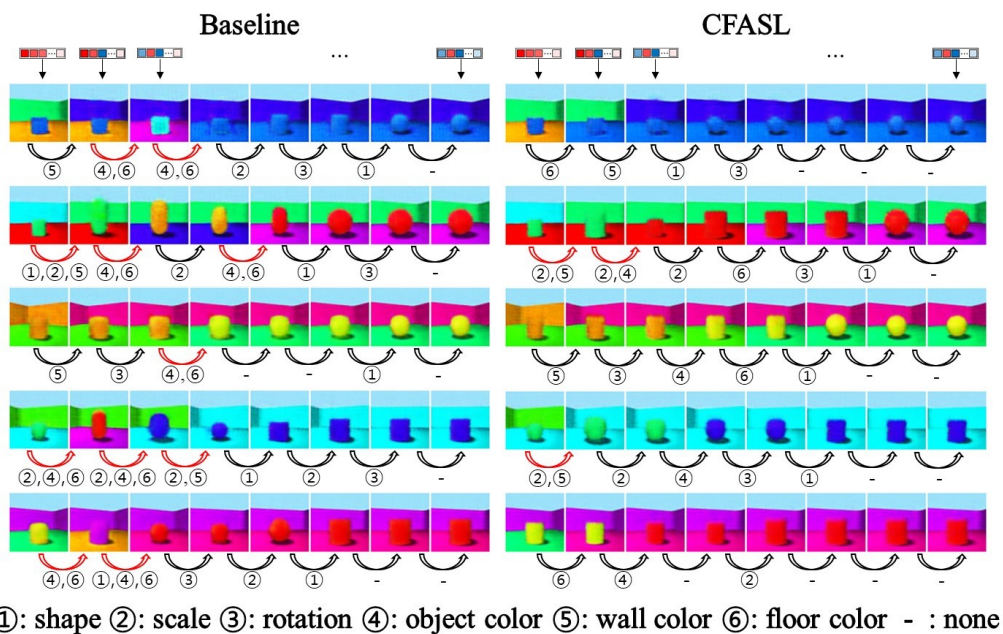 Baseline CFASL
... ...
⑤ ④,⑥ ④,⑥ ② ③ ① - ⑥ ⑤ ① ③ - - -
①,②,⑤ ④,⑥ ② ④,⑥ ① ③ - ②,⑤ ②,④ ② ⑥ ③ ① -
⑤ ③ ④,⑥ - - ① - ⑤ ③ ④ ⑥ ① - -
②,④,⑥ ②,④,⑥ ②,⑤ ① ② ③ - ②,⑤ ② ④ ③ ① - -
④,⑥ ①,④,⑥ ③ ② ① - - ⑥ ④ - ② - - -
①: shape ②: scale ③: rotation ④: object color ⑤: wall color ⑥: floor color - : none